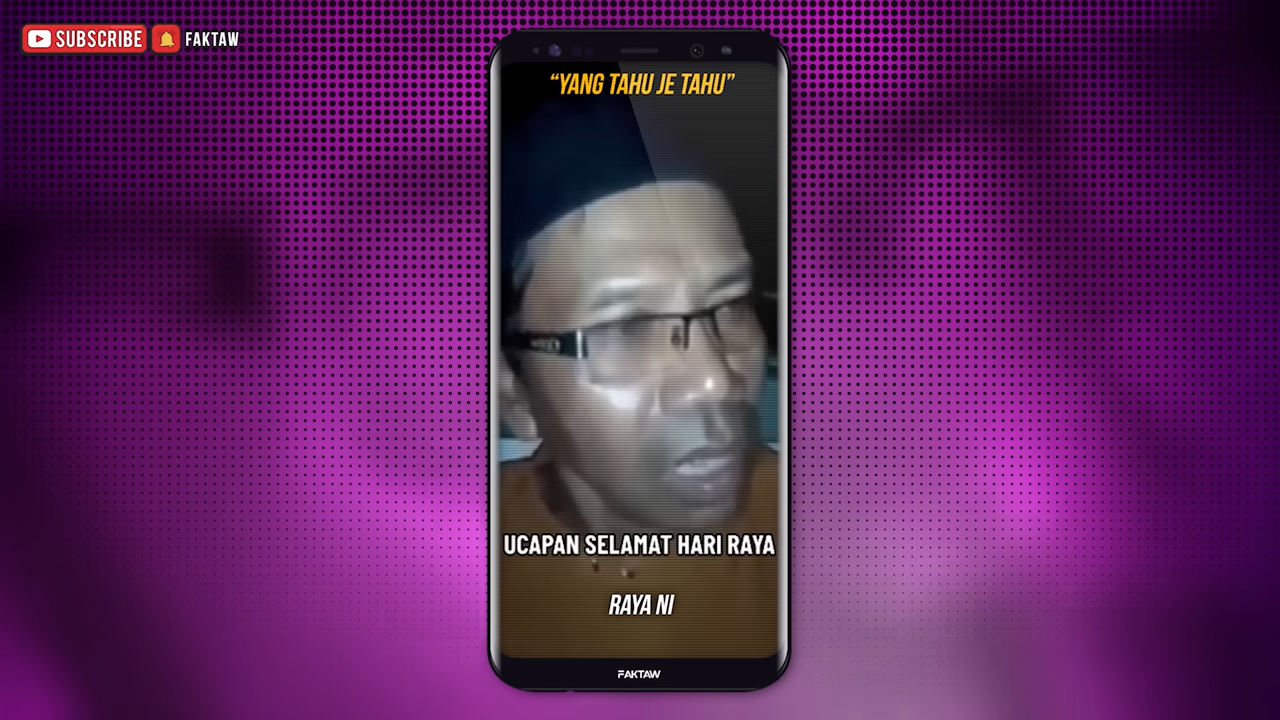 SUBSCRIBE FAKTAW
“YANG TAHU JE TAHU”
UCAPAN SELAMAT HARI RAYA
RAYA NI
FAKTAW